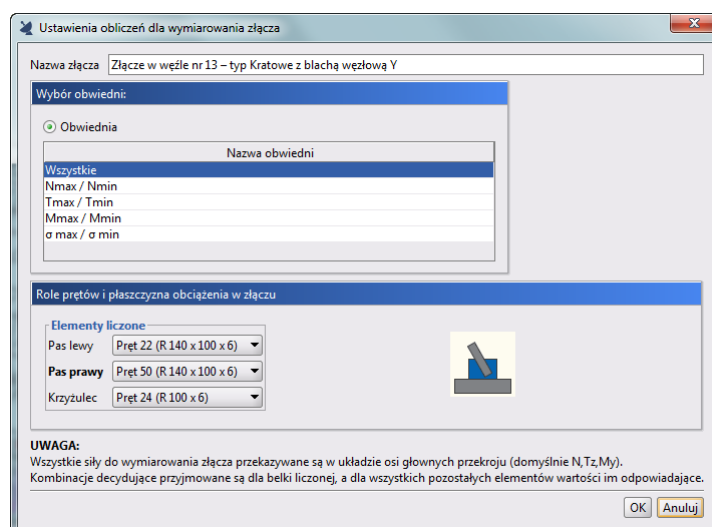 Ustawienia obliczeń dla wymiarowania złącza
Nazwa złącza Złącze w węźle nr 13 – typ Kratowe z blachą węzłową Y
Wybór obwiedni:
Obwiednia
Nazwa obwiedni
Wszystkie
Nmax / Nmin
Tmax / Tmin
Mmax / Mmin
σ max / σ min
Role prętów i płaszczyzna obciążenia w złączu
Elementy liczone
Pas lewy Pręt 22 (R 140 x 100 x 6)
Pas prawy Pręt 50 (R 140 x 100 x 6)
Krzyżulec Pręt 24 (R 100 x 6)
UWAGA:
Wszystkie siły do wymiarowania złącza przekazywane są w układzie osi głownych przekroju (domyślnie N,Tz,My).
Kombinacje decydujące przyjmowane są dla belki liczonej, a dla wszystkich pozostałych elementów wartości im odpowiadające.
OK Anuluj